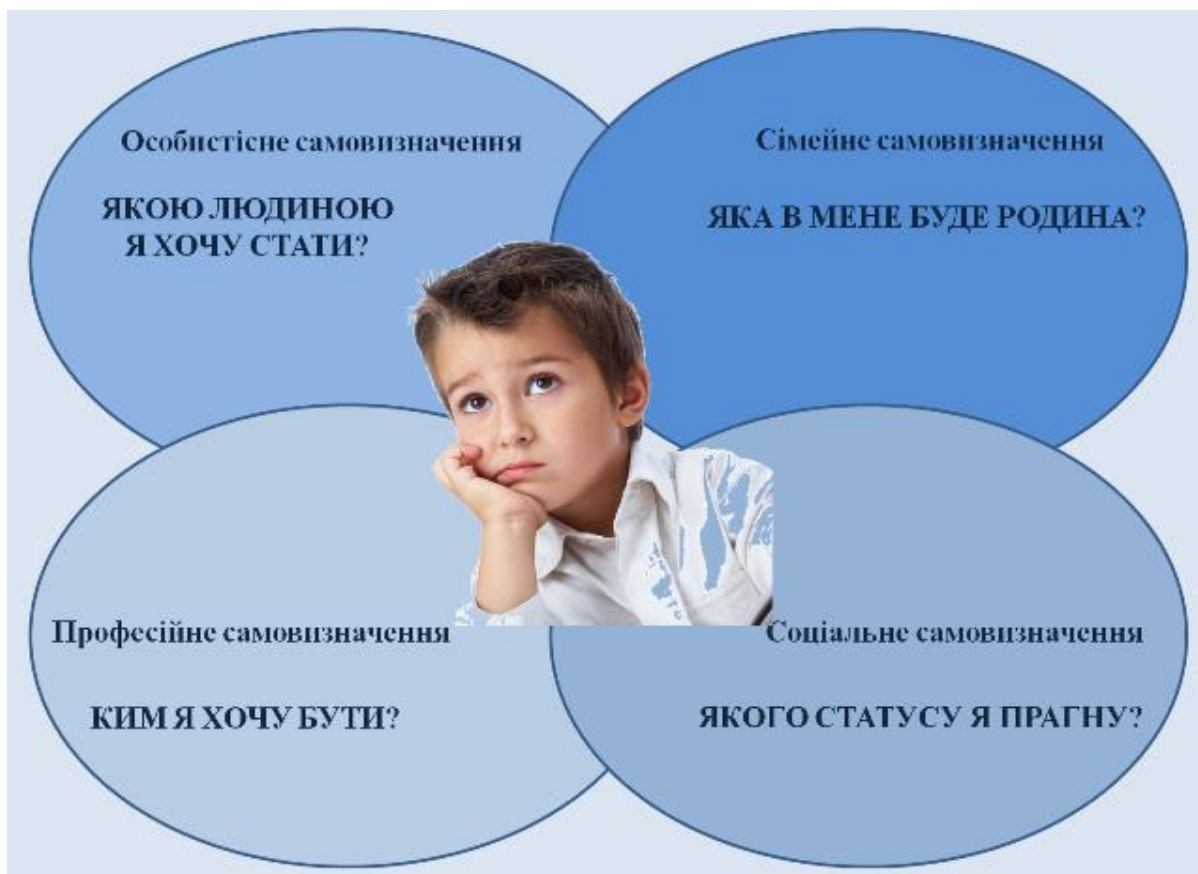 Особистісне самовизначення
ЯКОЮ ЛЮДИНОЮ
Я ХОЧУ СТАТИ?
Сімейне самовизначення
ЯКА В МЕНЕ БУДЕ РОДИНА?
Професійне самовизначення
КИМ Я ХОЧУ БУТИ?
Соціальне самовизначення
ЯКОГО СТАТУСУ Я ПРАГНУ?